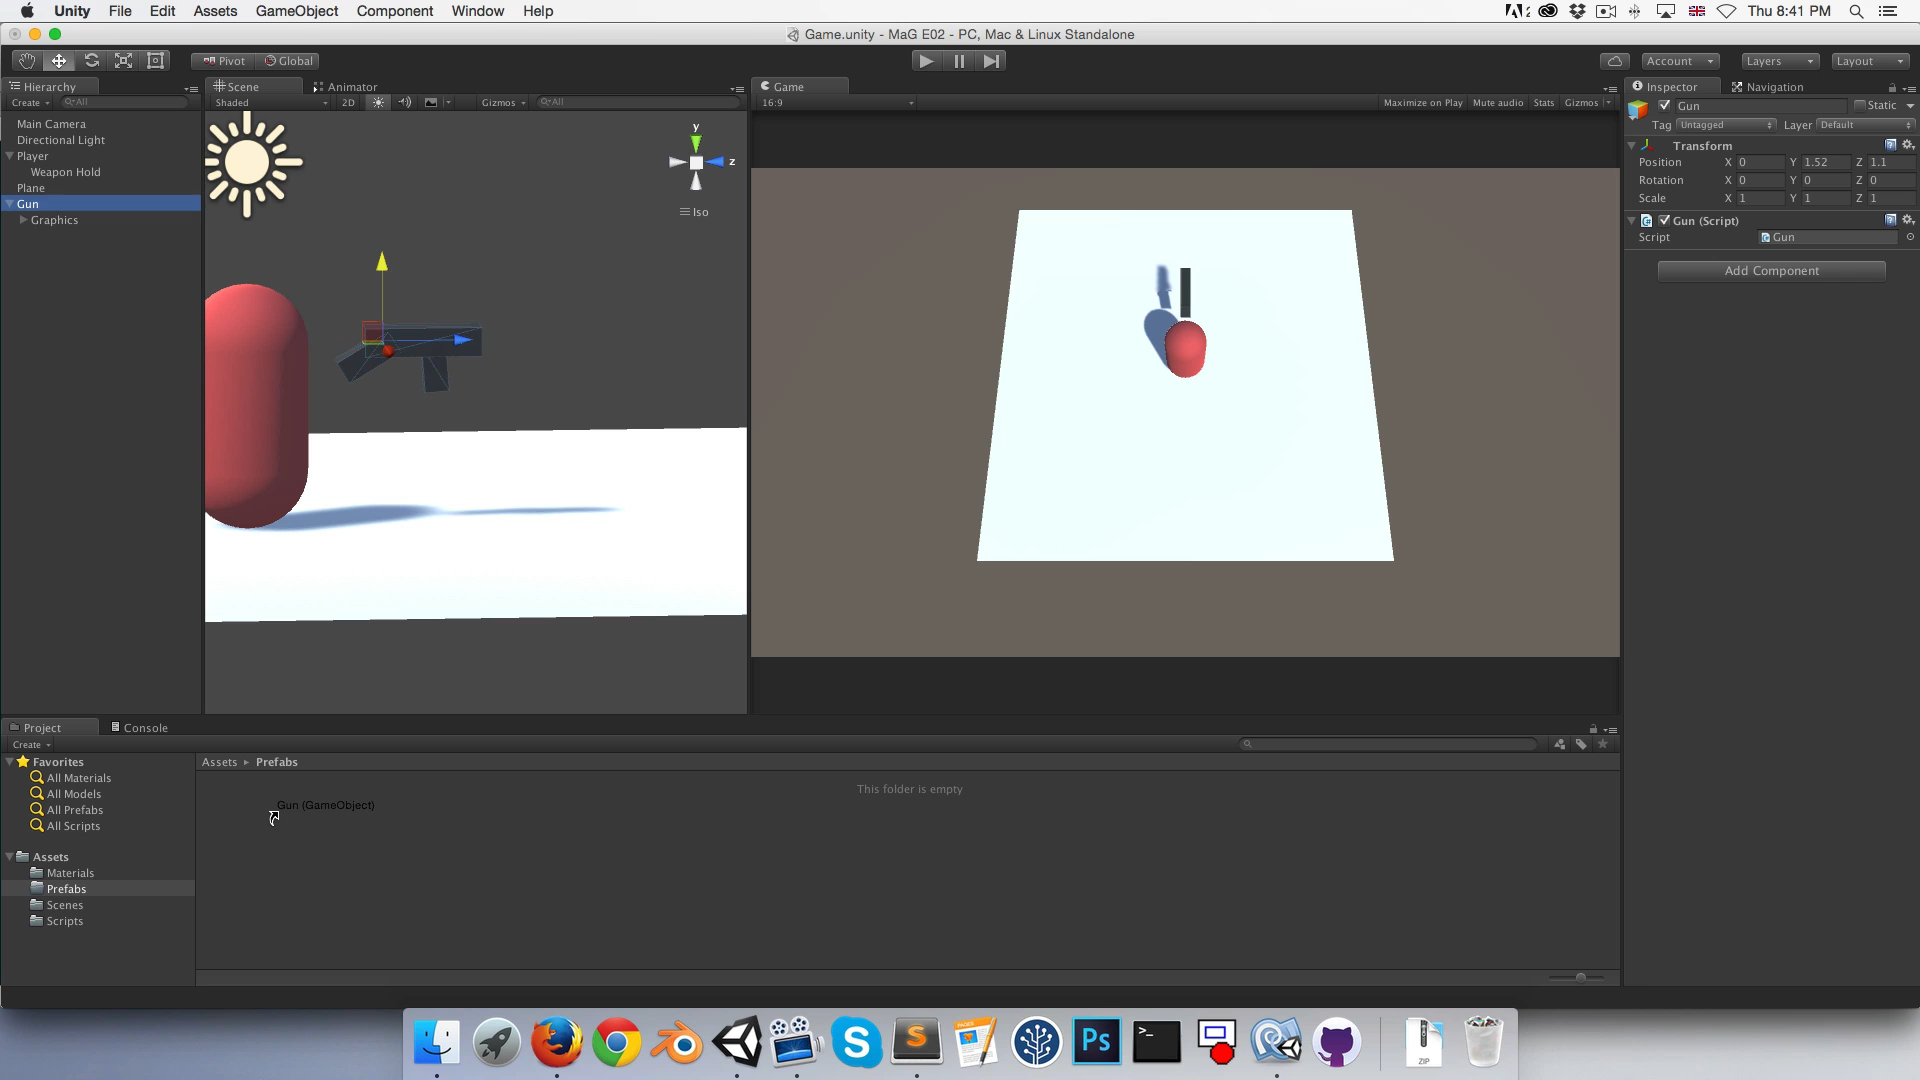 Unity File Edit Assets GameObject Component Window Help
2
Thu 8:41 PM
Game.unity - MaG E02 - PC, Mac & Linux Standalone
Pivot Global
Account Layers Layout
Hierarchy
Create All
Main Camera
Directional Light
Player
Weapon Hold
Plane
Gun
Graphics
Scene Animator
Shaded 2D Gizmos All
y
z
Iso
Game
16:9 Maximize on Play Mute audio Stats Gizmos
Inspector Navigation
Gun Static
Tag Untagged Layer Default
Transform
Position X 0 Y 1.52 Z 1.1
Rotation X 0 Y 0 Z 0
Scale X 1 Y 1 Z 1
Gun (Script)
Script Gun
Add Component
Project Console
Create
Favorites
All Materials
All Models
All Prefabs
All Scripts
Assets
Materials
Prefabs
Scenes
Scripts
Assets Prefabs
This folder is empty
Gun (GameObject)
PAGES
Ps
>_
ZIP